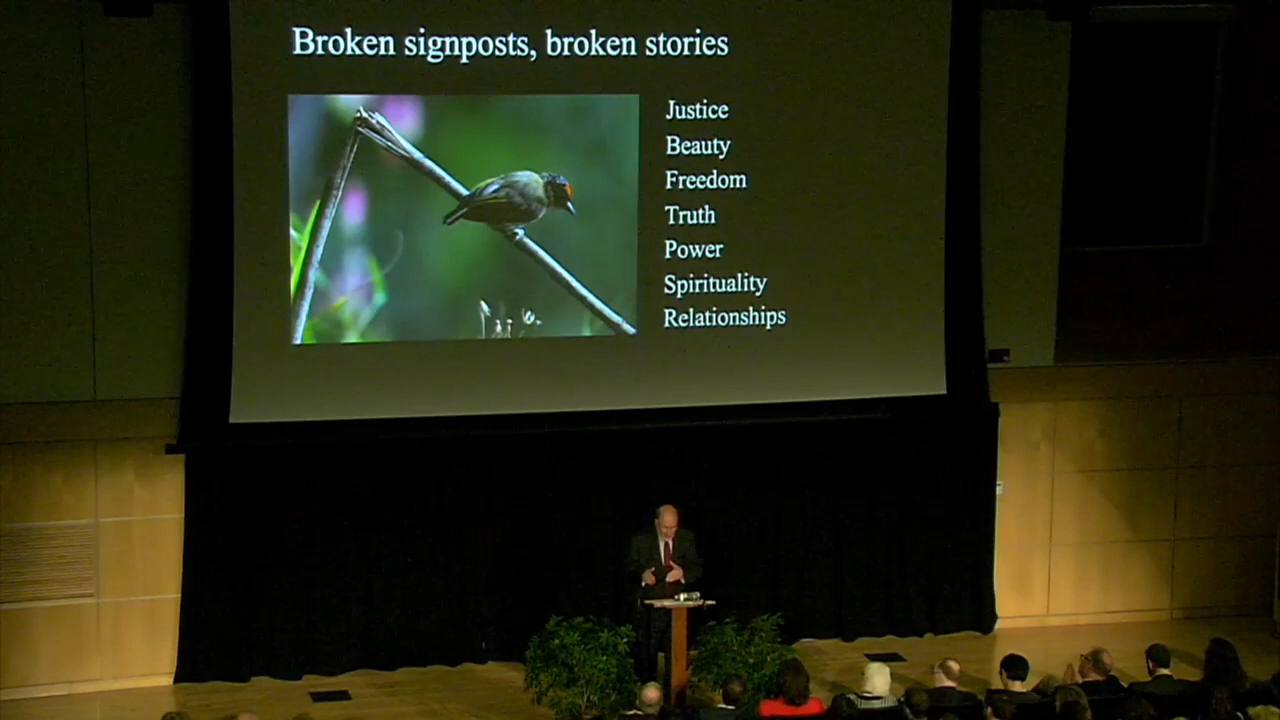 Broken signposts, broken stories
Justice
Beauty
Freedom
Truth
Power
Spirituality
Relationships